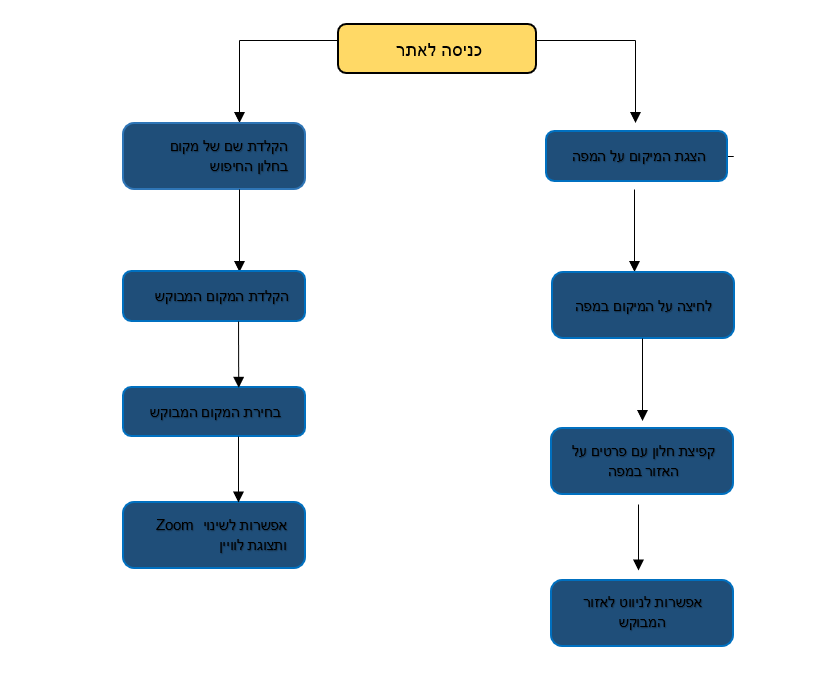 כניסה לאתר
הצגת המיקום על המפה
לחיצה על המיקום במפה
קפיצת חלון עם פרטים על
האזור במפה
אפשרות לניווט לאזור
המבוקש
הקלדת שם של מקום
בחלון החיפוש
הקלדת המקום המבוקש
בחירת המקום המבוקש
אפשרות לשינוי Zoom
ותצוגת לוויין